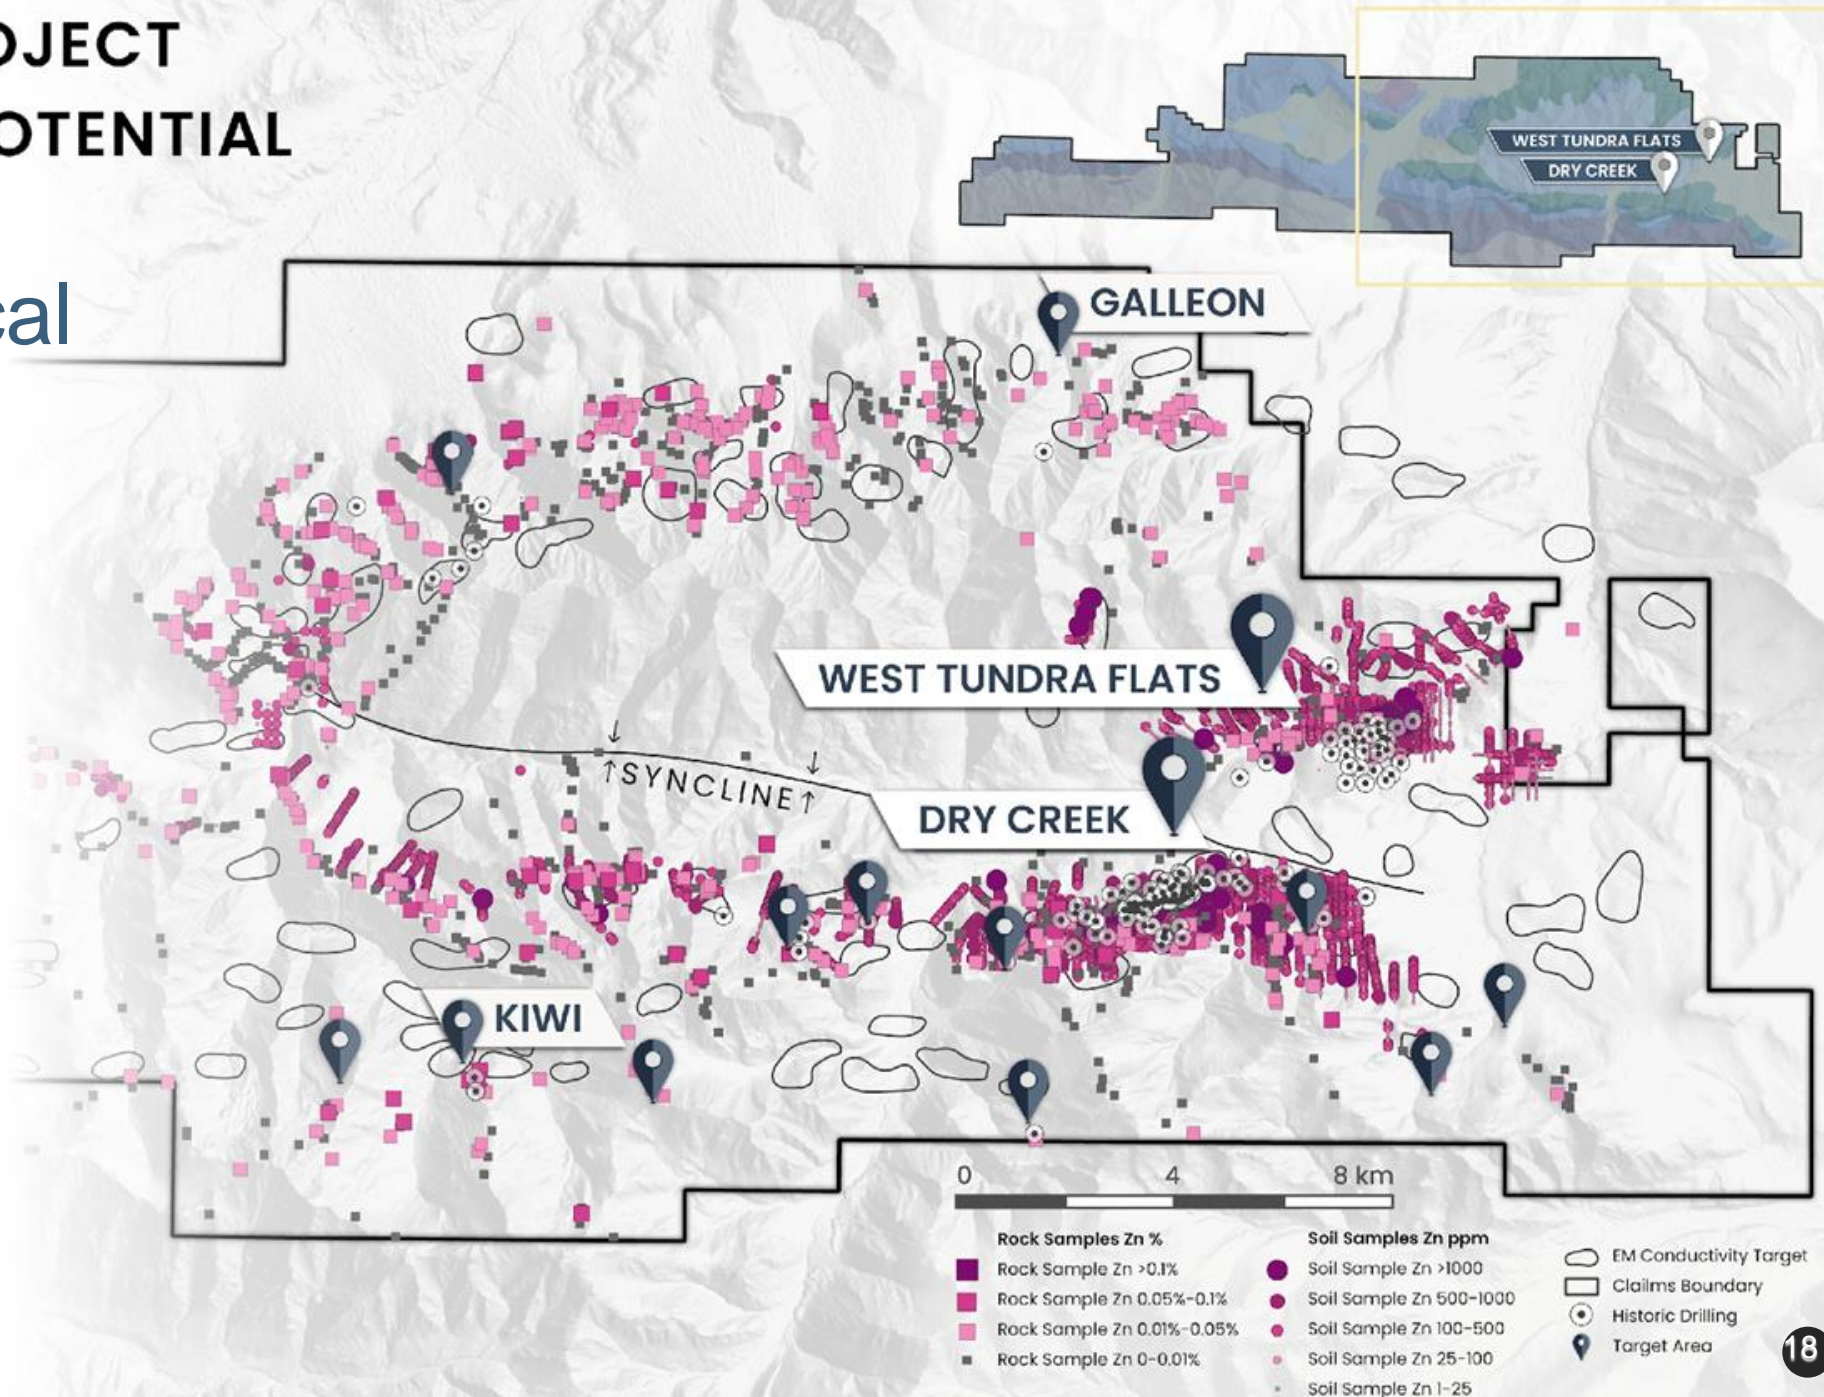 OJECT
OTENTIAL
cal
WEST TUNDRA FLATS
DRY CREEK
GALLEON
WEST TUNDRA FLATS
↑SYNCLINE↑
DRY CREEK
KIWI
0 4 8 km
Rock Samples Zn %
Rock Sample Zn >0.1%
Rock Sample Zn 0.05%-0.1%
Rock Sample Zn 0.01%-0.05%
Rock Sample Zn 0-0.01%
Soil Samples Zn ppm
Soil Sample Zn >1000
Soil Sample Zn 500-1000
Soil Sample Zn 100-500
Soil Sample Zn 25-100
Soil Sample Zn 1-25
EM Conductivity Target
Clailms Boundary
Historic Drilling
Target Area
18